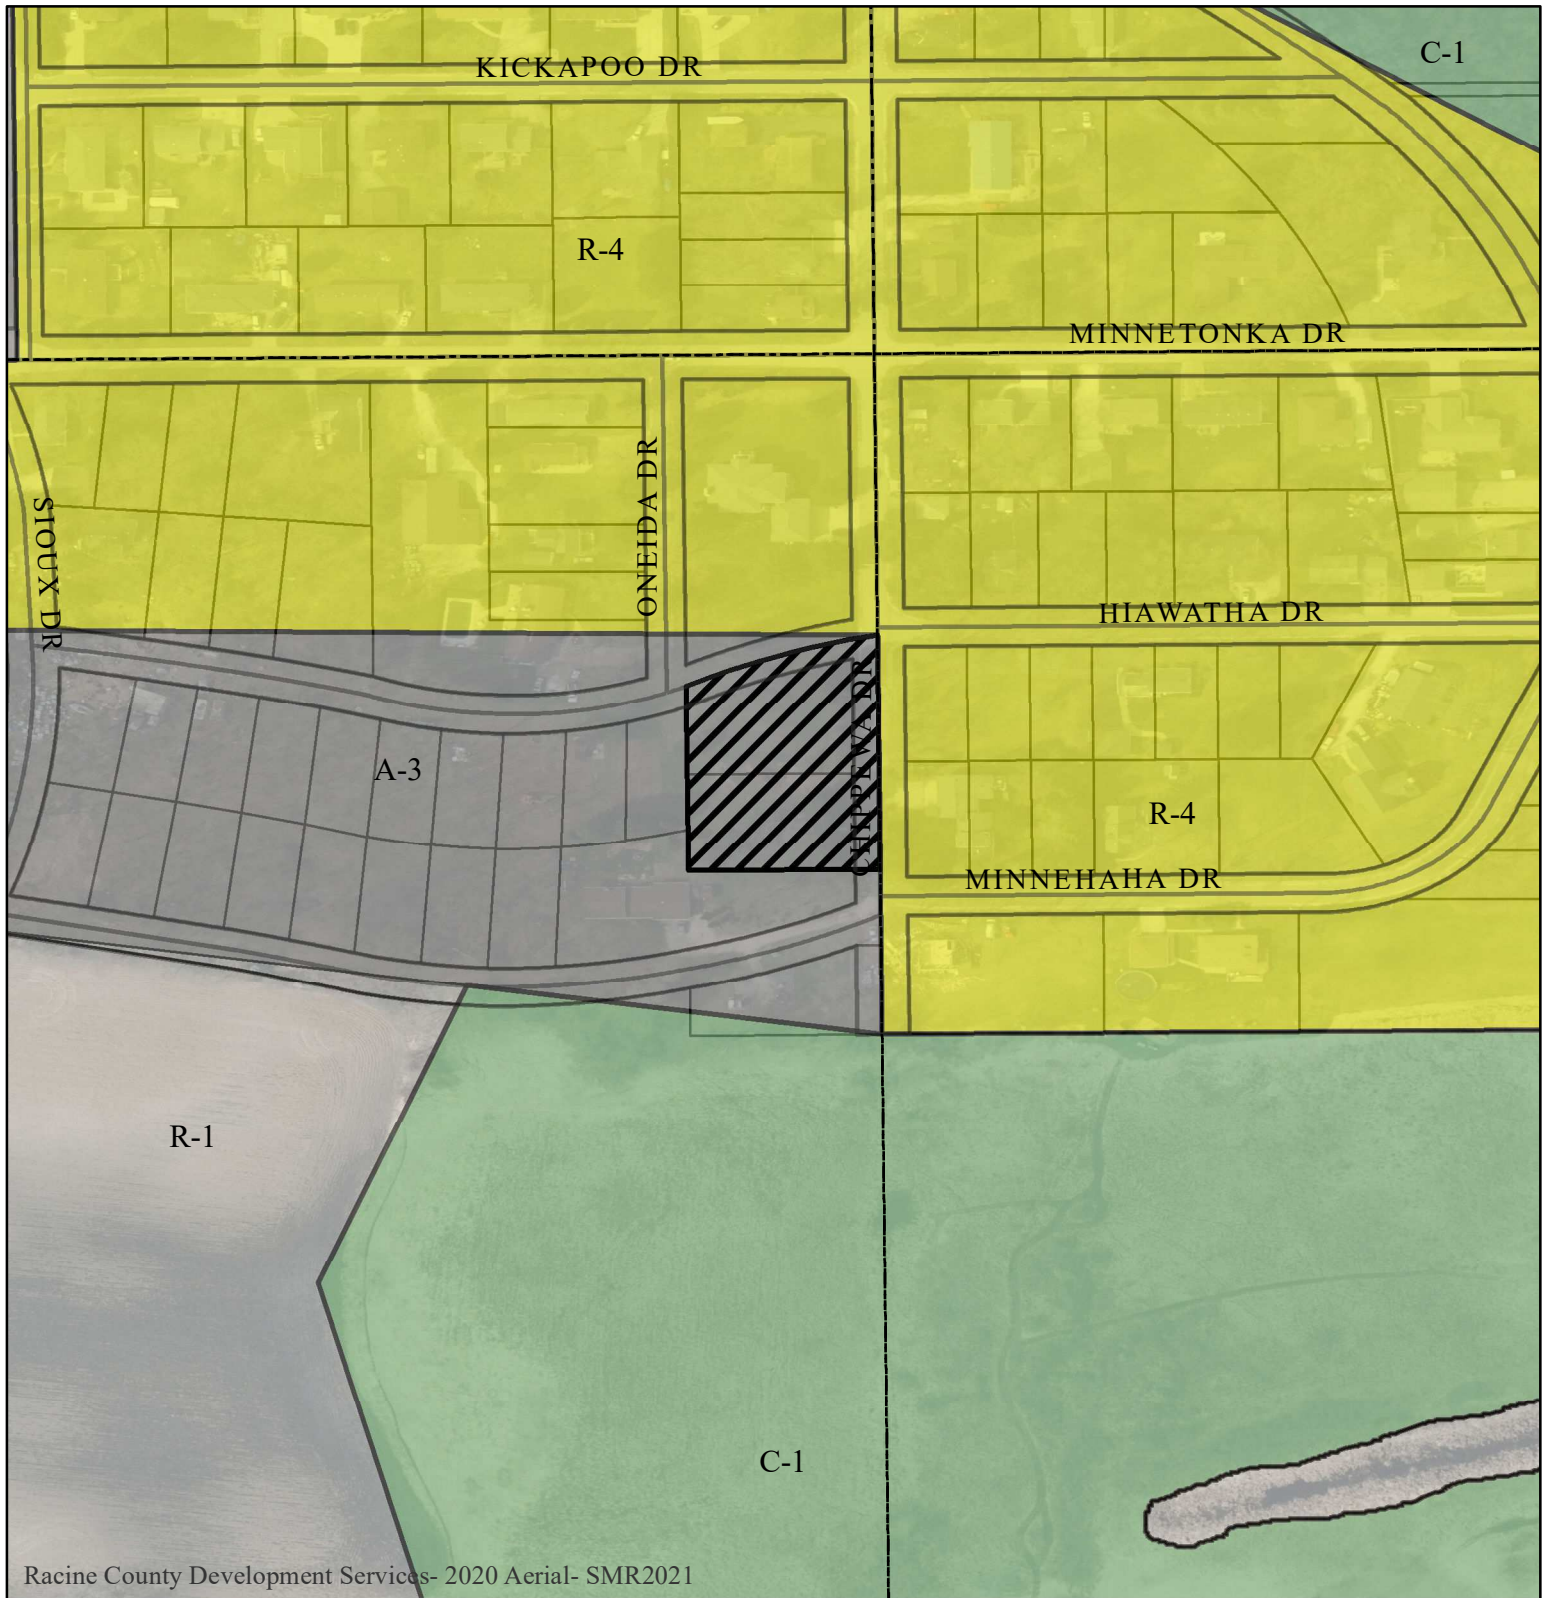 C-1
KICKAPOO DR
R-4
MINNETONKA DR
SIOUX DR
ONEIDA DR
HIAWATHA DR
A-3
CHIPPEWA DR
R-4
MINNEHAHA DR
R-1
C-1
Racine County Development Services- 2020 Aerial- SMR2021